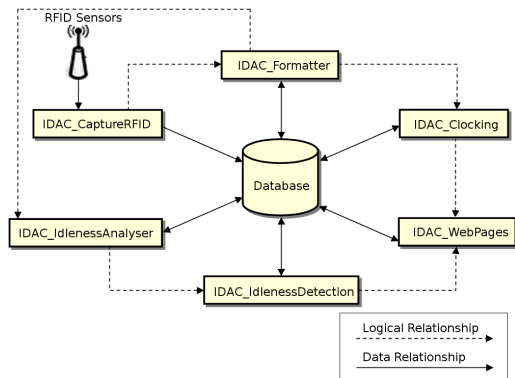 RFID Sensors
IDAC_Formatter
IDAC_CaptureRFID
IDAC_Clocking
Database
IDAC_IdlenessAnalyser
IDAC_WebPages
IDAC_IdlenessDetection
Logical Relationship
Data Relationship